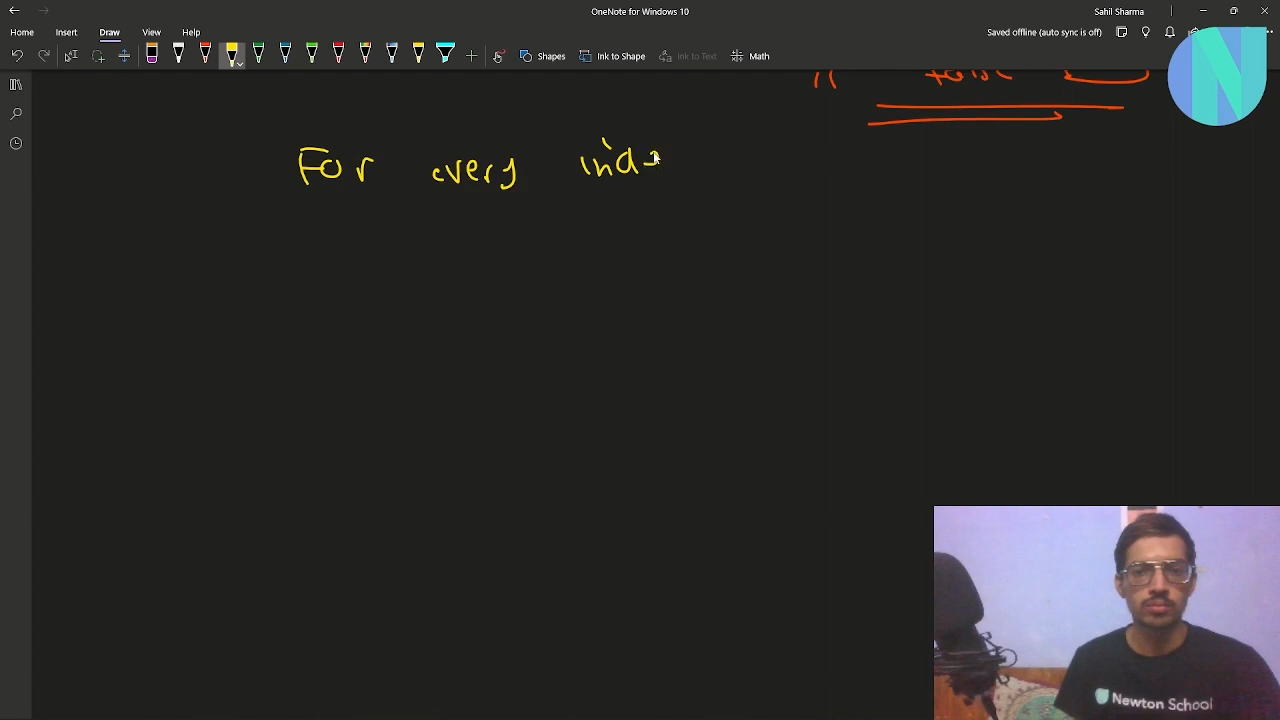 OneNote for Windows 10
Sahil Sharma
Home Insert Draw View Help
Saved offline (auto sync is off)
Shapes Ink to Shape Ink to Text Math
For every ind
Newton School